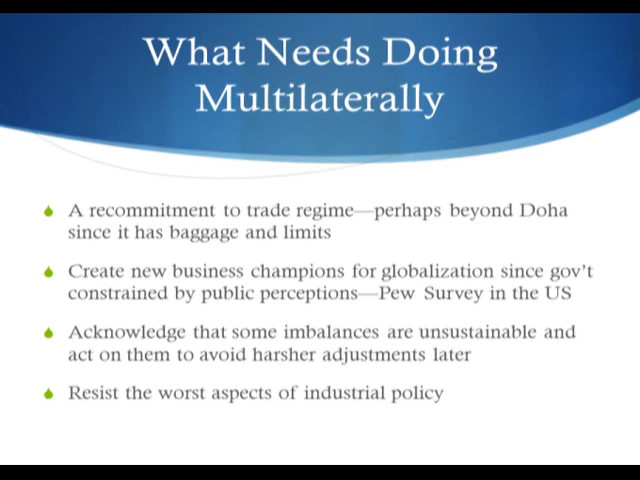 What Needs Doing
Multilaterally
A recommitment to trade regime—perhaps beyond Doha
since it has baggage and limits
Create new business champions for globalization since gov't
constrained by public perceptions—Pew Survey in the US
Acknowledge that some imbalances are unsustainable and
act on them to avoid harsher adjustments later
Resist the worst aspects of industrial policy